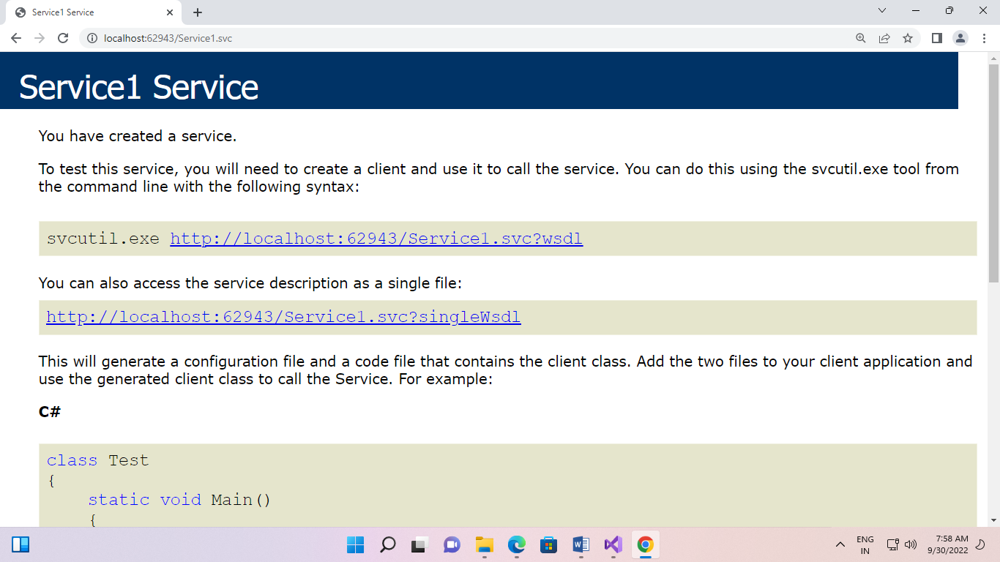 Service1 Service
localhost:62943/Service1.svc
Service1 Service
You have created a service.
To test this service, you will need to create a client and use it to call the service. You can do this using the svcutil.exe tool from
the command line with the following syntax:
svcutil.exe http://localhost:62943/Service1.svc?wsdl
You can also access the service description as a single file:
http://localhost:62943/Service1.svc?singleWsdl
This will generate a configuration file and a code file that contains the client class. Add the two files to your client application and
use the generated client class to call the Service. For example:
C#
class Test
{
    static void Main()
    {
ENG
IN
7:58 AM
9/30/2022